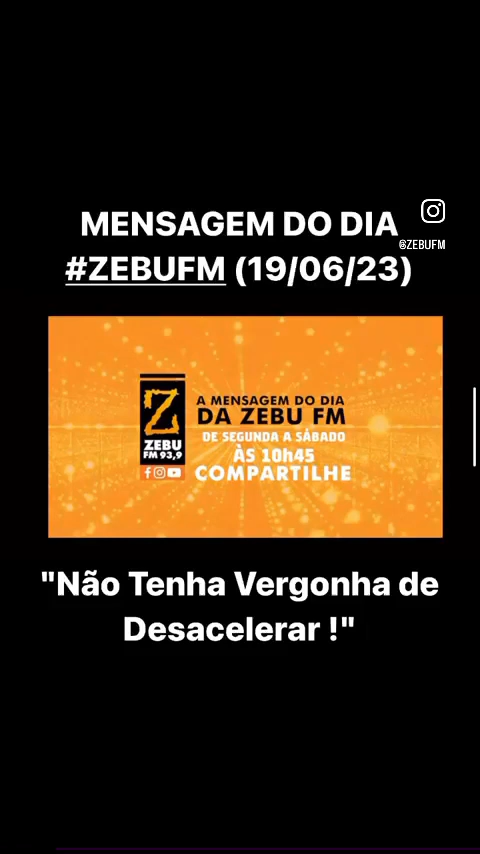 MENSAGEM DO DIA
@ZEBUFM
#ZEBUFM (19/06/23)
Z
ZEBU
FM 93,9
A MENSAGEM DO DIA
DA ZEBU FM
DE SEGUNDA A SÁBADO
ÀS 10h45
COMPARTILHE
"Não Tenha Vergonha de
Desacelerar !"